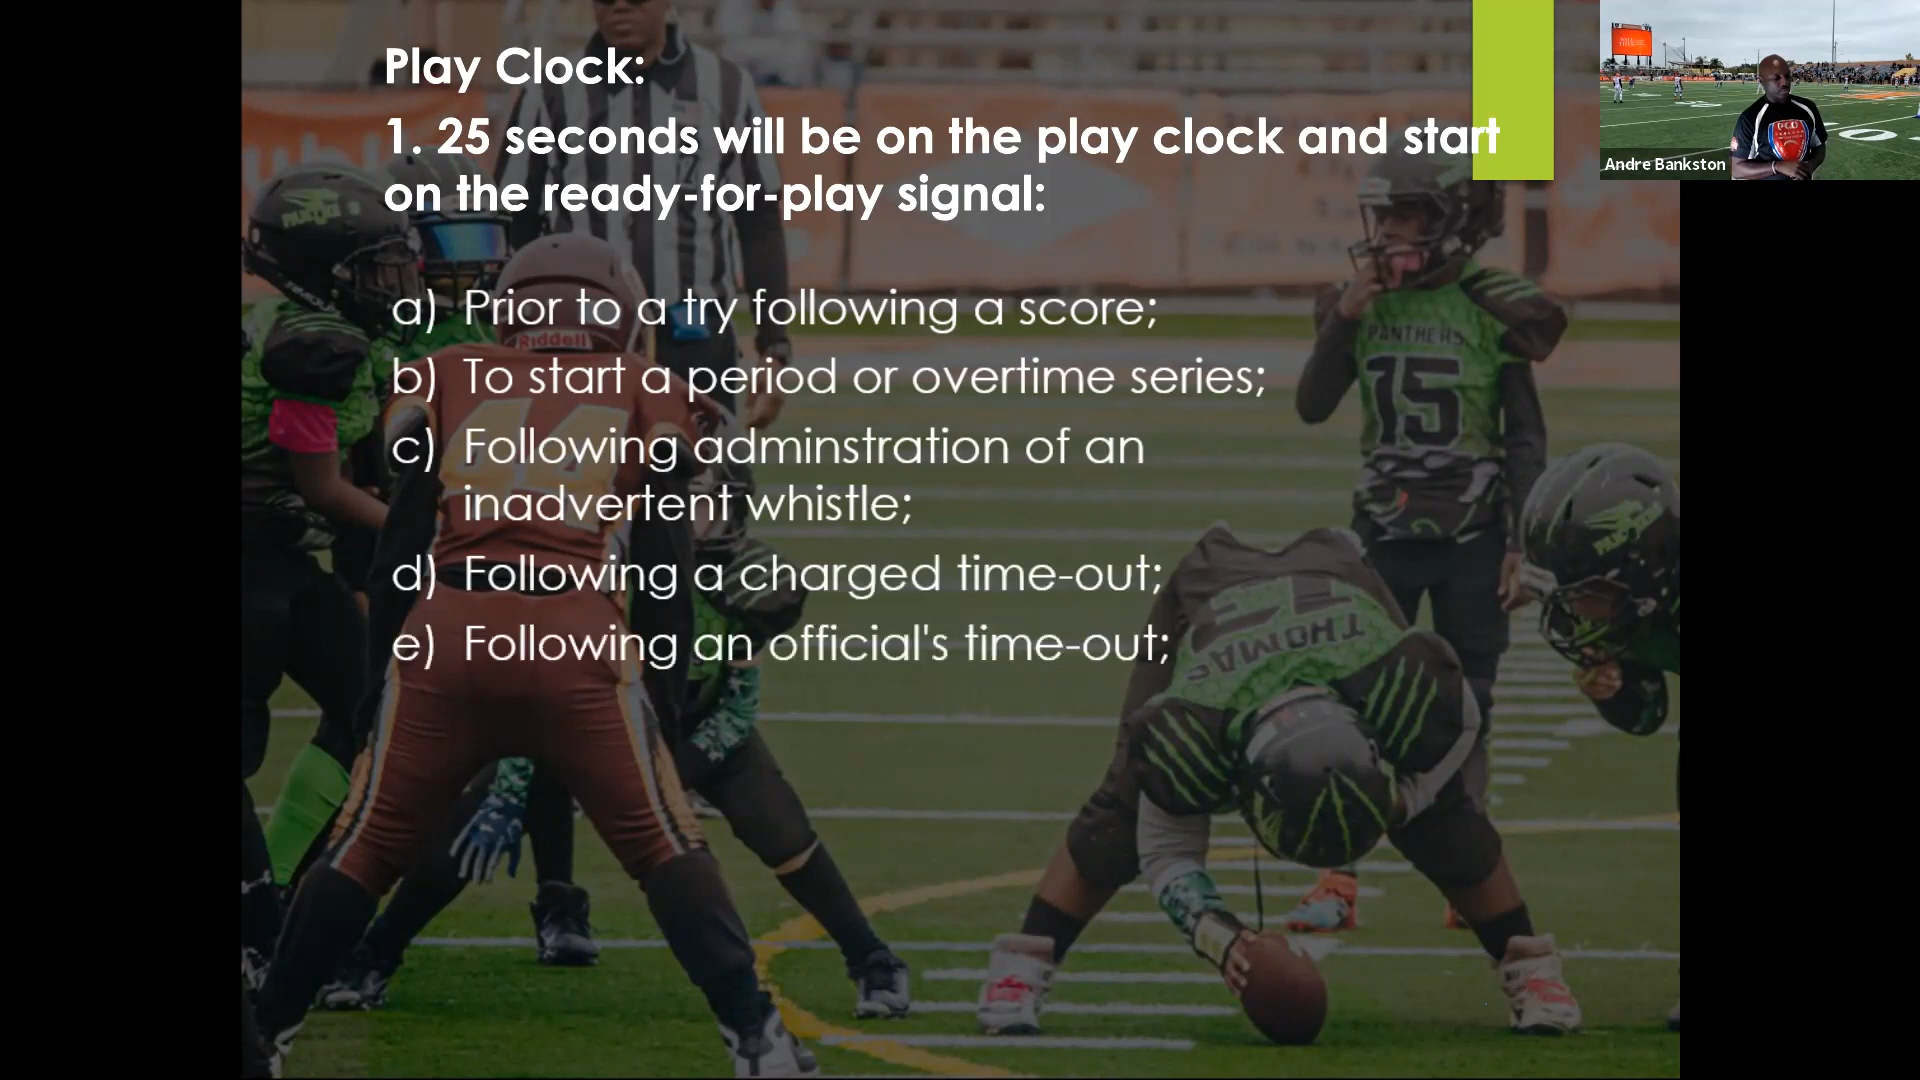 Play Clock:
1. 25 seconds will be on the play clock and start
on the ready-for-play signal:
a) Prior to a try following a score;
b) To start a period or overtime series;
c) Following adminstration of an
inadvertent whistle;
d) Following a charged time-out;
e) Following an official's time-out;
Andre Bankston
Riddell
44
PANTHERS
15
THOMAS